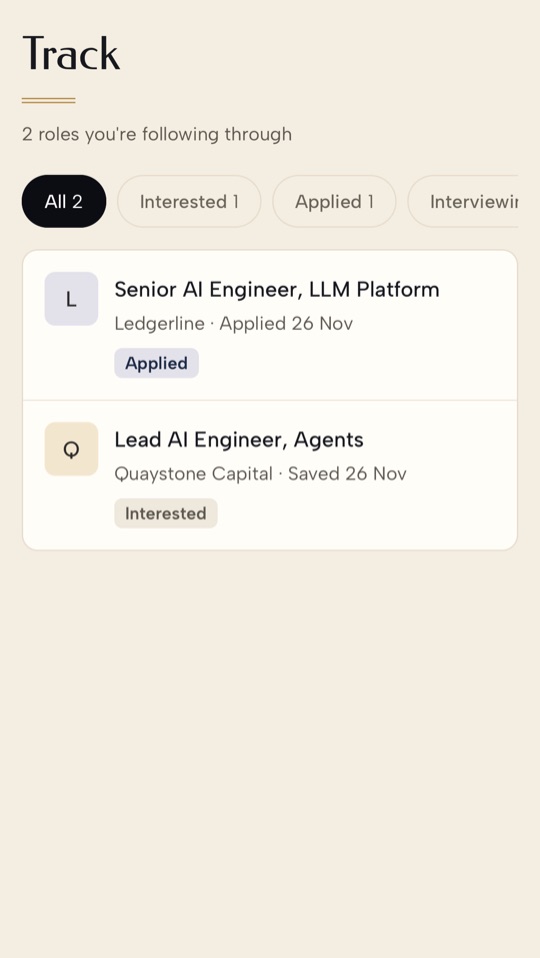 Track
2 roles you're following through
All 2
Interested 1
Applied 1
Interviewin
L
Senior AI Engineer, LLM Platform
Ledgerline · Applied 26 Nov
Applied
Q
Lead AI Engineer, Agents
Quaystone Capital · Saved 26 Nov
Interested